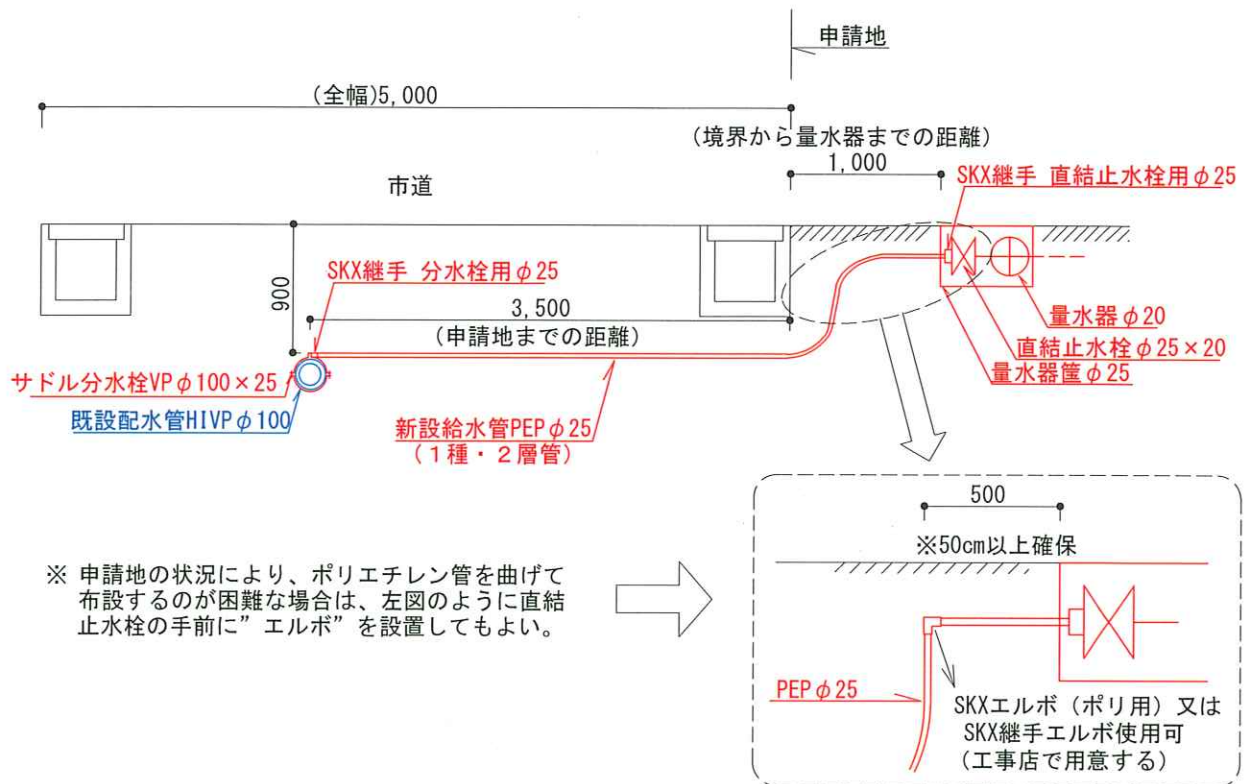 申請地
(全幅)5,000
(境界から量水器までの距離)
1,000
市道
SKX継手 直結止水栓用φ25
SKX継手 分水栓用φ25
900
3,500
(申請地までの距離)
量水器φ20
直結止水栓φ25×20
量水器筐φ25
サドル分水栓VPφ100×25
既設配水管HIVPφ100
新設給水管PEPφ25
(1種・2層管)
500
※50cm以上確保
※ 申請地の状況により、ポリエチレン管を曲げて
布設するのが困難な場合は、左図のように直結
止水栓の手前に”エルボ”を設置してもよい。
PEPφ25
SKXエルボ(ポリ用)又は
SKX継手エルボ使用可
(工事店で用意する)